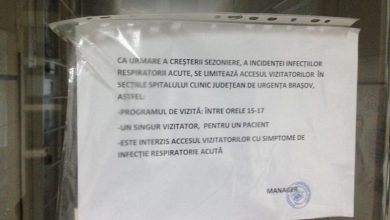 CA URMARE A CREȘTERII SEZONIERE, A INCIDENȚEI INFECȚIILOR
RESPIRATORII ACUTE, SE LIMITEAZĂ ACCESUL VIZITATORILOR ÎN
SECȚIILE SPITALULUI CLINIC JUDEȚEAN DE URGENȚA BRAȘOV,
ASTFEL:
-PROGRAMUL DE VIZITĂ: ÎNTRE ORELE 15-17
-UN SINGUR VIZITATOR, PENTRU UN PACIENT
-ESTE INTERZIS ACCESUL VIZITATORILOR CU SIMPTOME DE
INFECȚIE RESPIRATORIE ACUTĂ
MANAGER